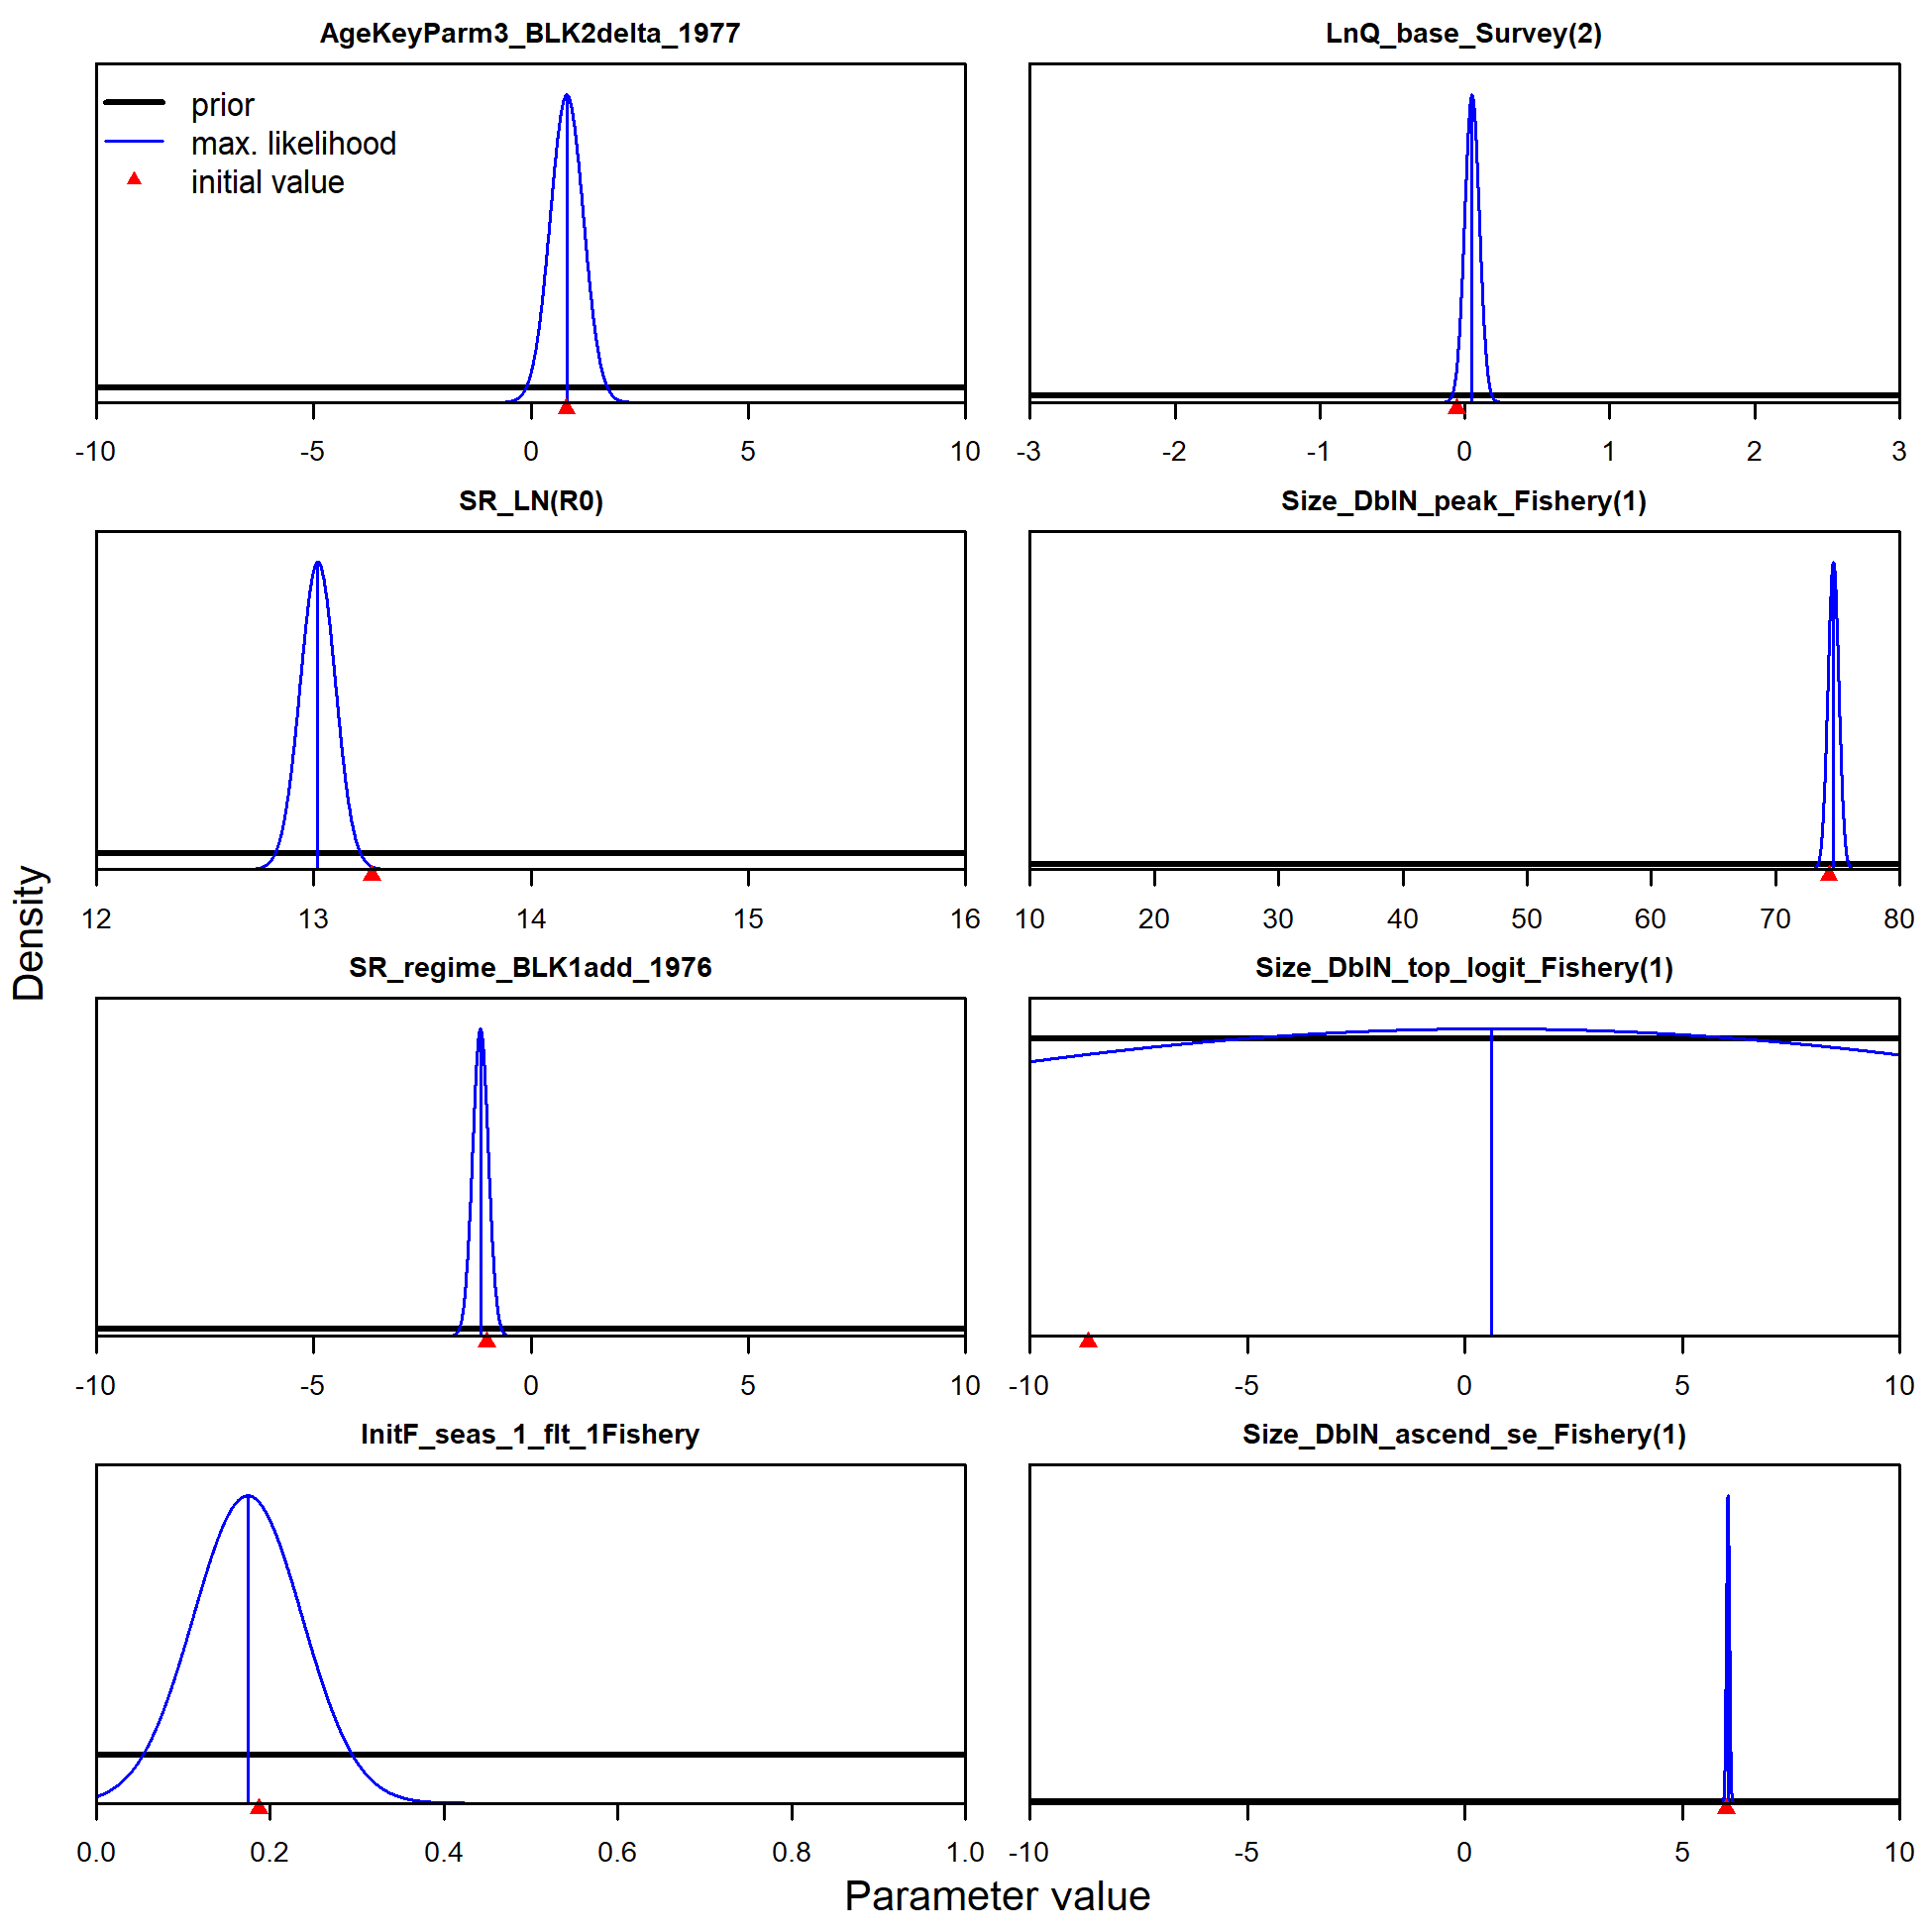 AgeKeyParm3_BLK2delta_1977
prior
max. likelihood
initial value
-10 -5 0 5 10
LnQ_base_Survey(2)
-3 -2 -1 0 1 2 3
SR_LN(R0)
12 13 14 15 16
Size_DblN_peak_Fishery(1)
10 20 30 40 50 60 70 80
SR_regime_BLK1add_1976
-10 -5 0 5 10
Size_DblN_top_logit_Fishery(1)
-10 -5 0 5 10
InitF_seas_1_flt_1Fishery
0.0 0.2 0.4 0.6 0.8 1.0
Size_DblN_ascend_se_Fishery(1)
-10 -5 0 5 10
Density
Parameter value